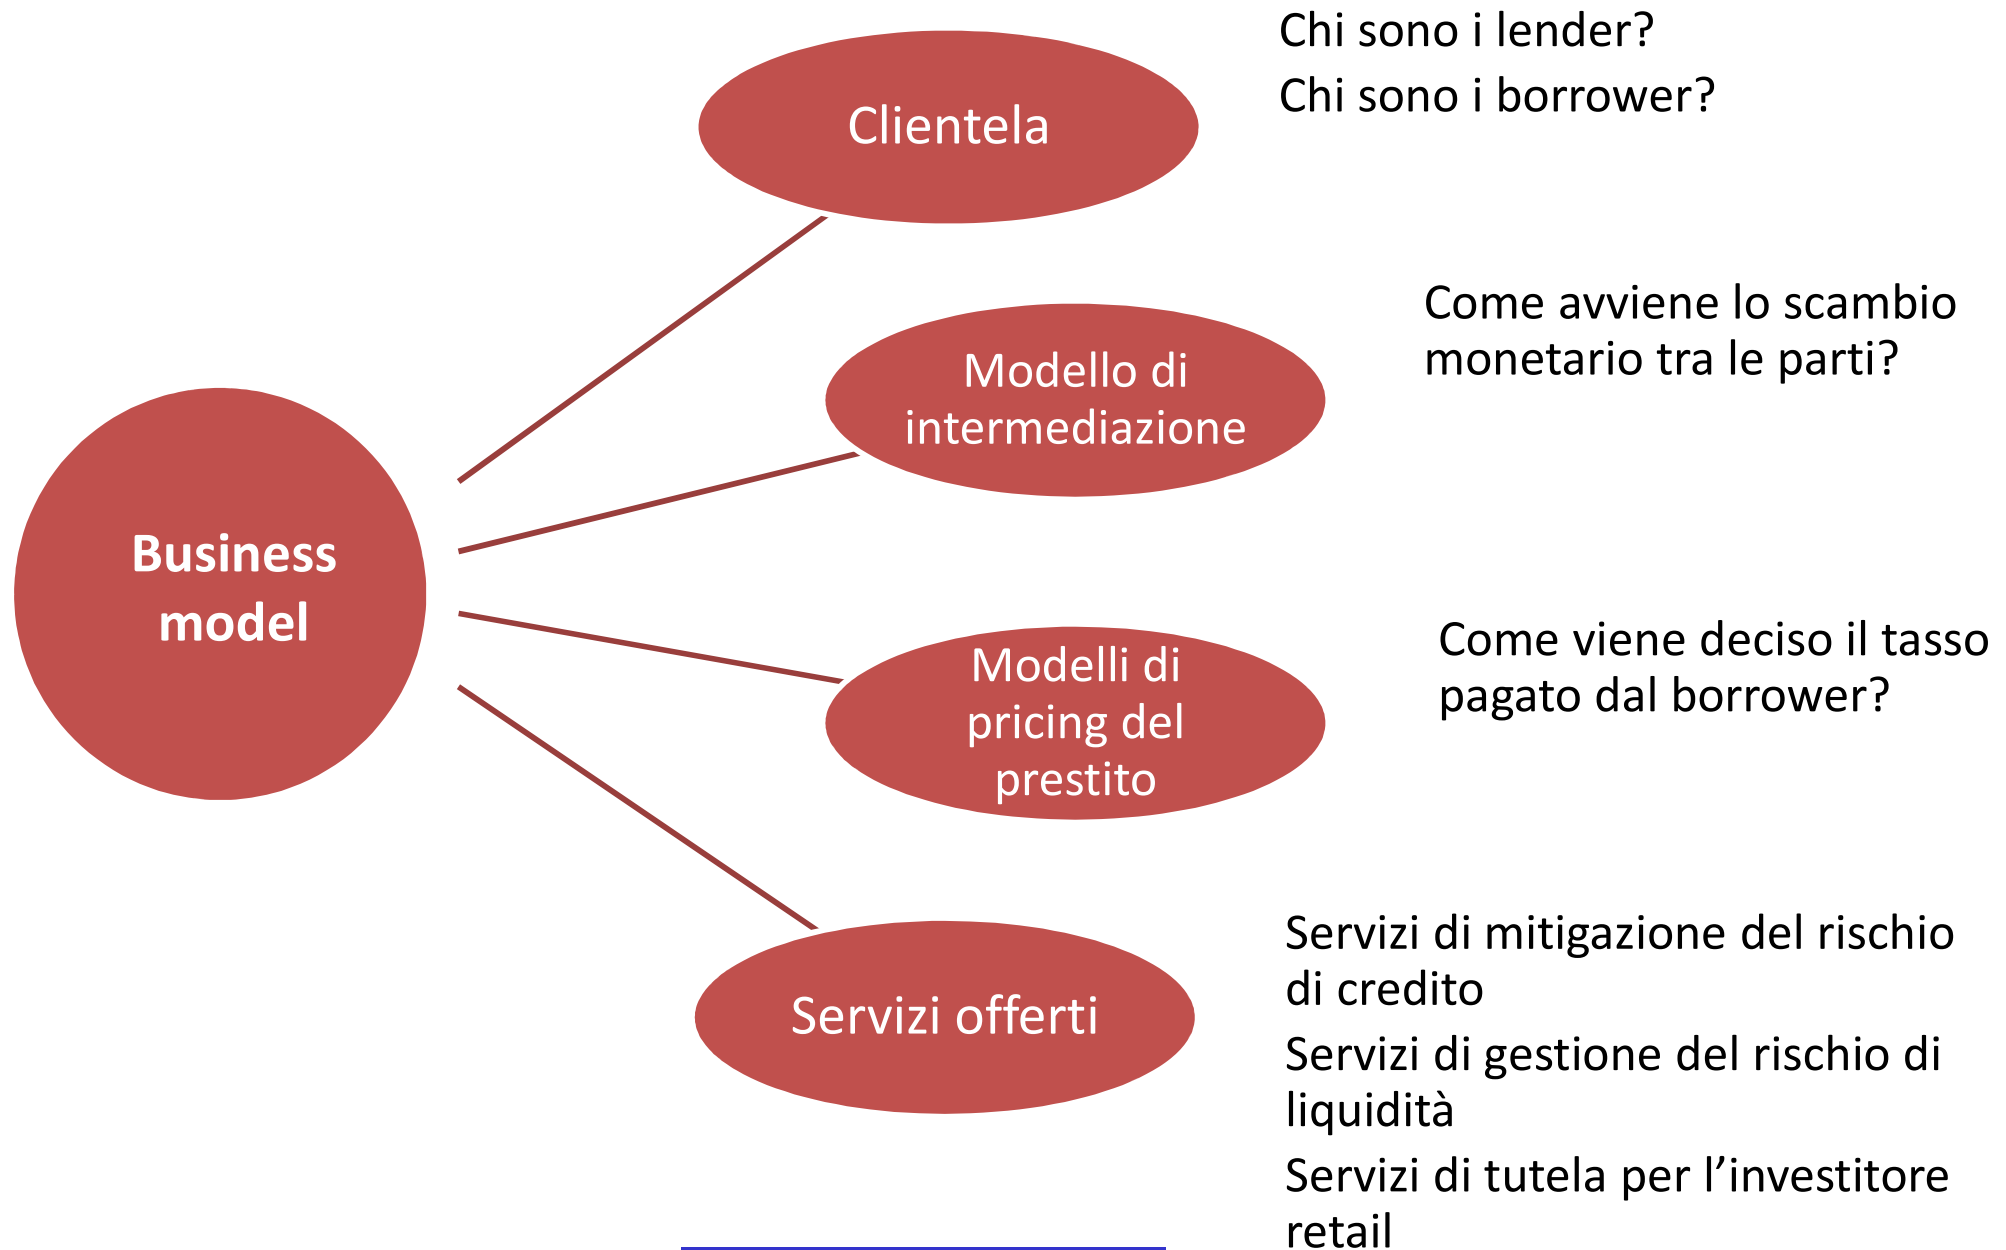 Chi sono i lender?
Chi sono i borrower?
Clientela
Come avviene lo scambio
monetario tra le parti?
Modello di
intermediazione
Business
model
Come viene deciso il tasso
pagato dal borrower?
Modelli di
pricing del
prestito
Servizi offerti
Servizi di mitigazione del rischio
di credito
Servizi di gestione del rischio di
liquidità
Servizi di tutela per l’investitore
retail